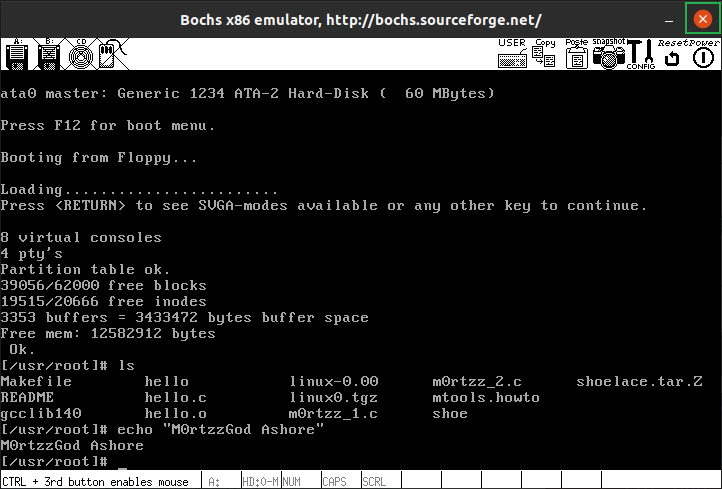 Bochs x86 emulator, http://bochs.sourceforge.net/
A: B: CD USER Copy Paste snapshot CONFIG Reset Power
ata0 master: Generic 1234 ATA-2 Hard-Disk (  60 MBytes)
Press F12 for boot menu.
Booting from Floppy...
Loading........................
Press <RETURN> to see SVGA-modes available or any other key to continue.
8 virtual consoles
4 pty's
Partition table ok.
39056/62000 free blocks
19515/20666 free inodes
3353 buffers = 3433472 bytes buffer space
Free mem: 12582912 bytes
 Ok.
[/usr/root]# ls
Makefile        hello           linux-0.00      m0rtzz_2.c      shoelace.tar.Z
README          hello.c         linux0.tgz      mtools.howto
gcclib140       hello.o         m0rtzz_1.c      shoe
[/usr/root]# echo "M0rtzzGod Ashore"
M0rtzzGod Ashore
[/usr/root]# _
CTRL + 3rd button enables mouse A: HD:0-M NUM CAPS SCRL